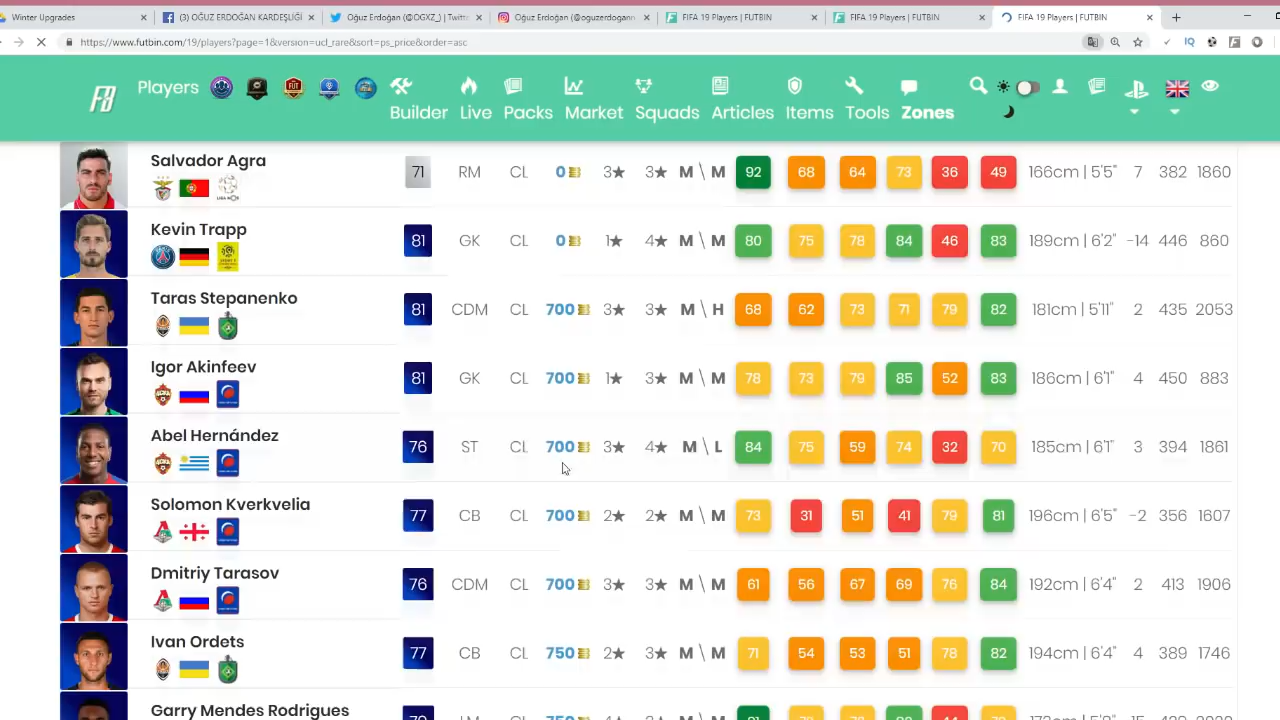 Winter Upgrades (3) OĞUZ ERDOĞAN KARDEŞLİĞİ Oğuz Erdoğan (@OGXZ_) | Twitt Oğuz Erdoğan (@oguzerdogann FIFA 19 Players | FUTBIN FIFA 19 Players | FUTBIN FIFA 19 Players | FUTBIN
https://www.futbin.com/19/players?page=1&version=ucl_rare&sort=ps_price&order=asc
FB Players Builder Live Packs Market Squads Articles Items Tools Zones
Salvador Agra 71 RM CL 0 3★ 3★ M \ M 92 68 64 73 36 49 166cm | 5'5" 7 382 1860
Kevin Trapp 81 GK CL 0 1★ 4★ M \ M 80 75 78 84 46 83 189cm | 6'2" -14 446 860
Taras Stepanenko 81 CDM CL 700 3★ 3★ M \ H 68 62 73 71 79 82 181cm | 5'11" 2 435 2053
Igor Akinfeev 81 GK CL 700 1★ 3★ M \ M 78 73 79 85 52 83 186cm | 6'1" 4 450 883
Abel Hernández 76 ST CL 700 3★ 4★ M \ L 84 75 59 74 32 70 185cm | 6'1" 3 394 1861
Solomon Kverkvelia 77 CB CL 700 2★ 2★ M \ M 73 31 51 41 79 81 196cm | 6'5" -2 356 1607
Dmitriy Tarasov 76 CDM CL 700 3★ 3★ M \ M 61 56 67 69 76 84 192cm | 6'4" 2 413 1906
Ivan Ordets 77 CB CL 750 2★ 3★ M \ M 71 54 53 51 78 82 194cm | 6'4" 4 389 1746
Garry Mendes Rodrigues